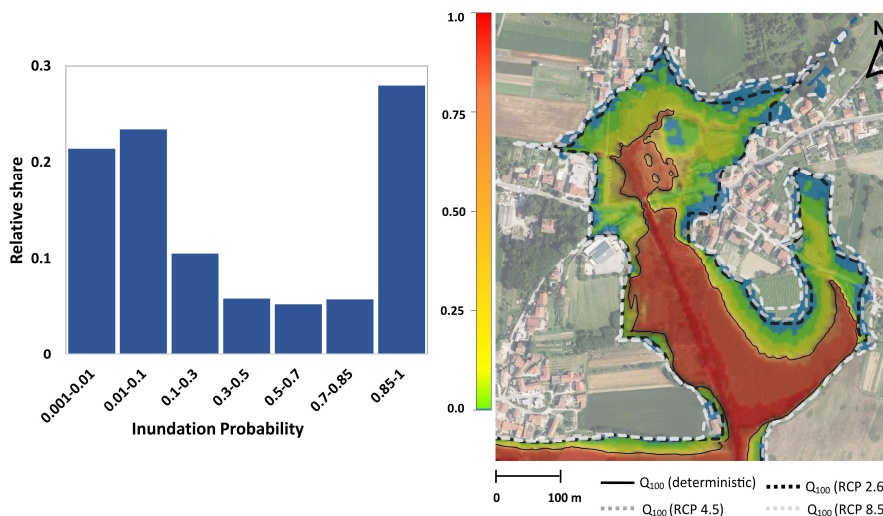 0.3
0.2
0.1
0
Relative share
0.001-0.01
0.01-0.1
0.1-0.3
0.3-0.5
0.5-0.7
0.7-0.85
0.85-1
Inundation Probability
1.0
0.75
0.50
0.25
0.0
N
0 100 m
Q₁₀₀ (deterministic)
Q₁₀₀ (RCP 2.6
Q₁₀₀ (RCP 4.5)
Q₁₀₀ (RCP 8.5